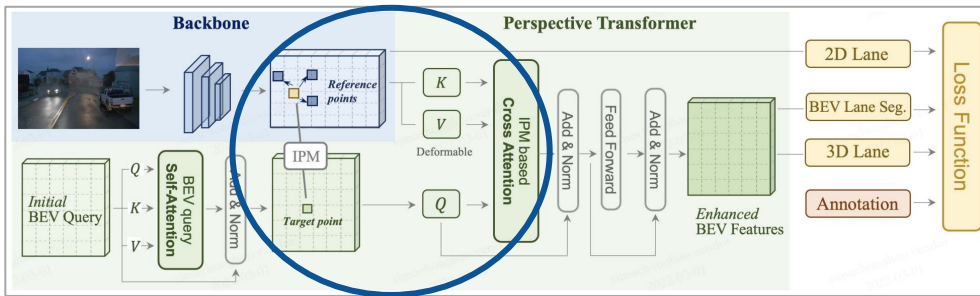 Backbone
Perspective Transformer
Reference
points
K
V
Deformable
IPM
IPM based
Cross Attention
Add & Norm
Feed Forward
Add & Norm
2D Lane
BEV Lane Seg.
3D Lane
Annotation
Loss Function
Initial
BEV Query
Q
K
V
BEV query
Self-Attention
Add & Norm
Target point
Q
Enhanced
BEV Features